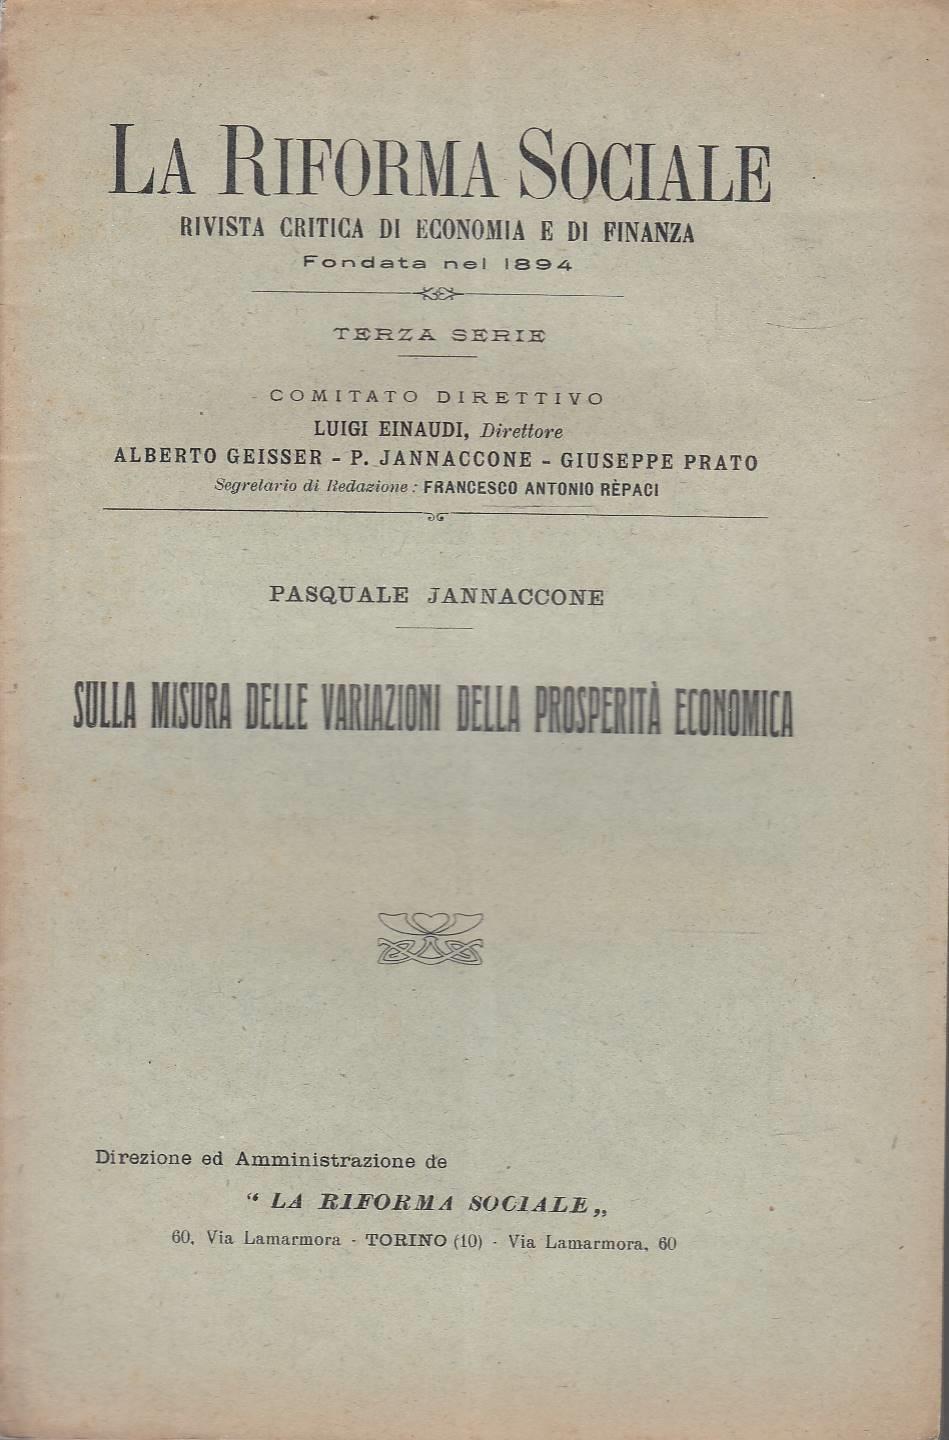 LA RIFORMA SOCIALE
RIVISTA CRITICA DI ECONOMIA E DI FINANZA
Fondata nel 1894
TERZA SERIE
COMITATO DIRETTIVO
LUIGI EINAUDI, Direttore
ALBERTO GEISSER - P. JANNACCONE - GIUSEPPE PRATO
Segretario di Redazione: FRANCESCO ANTONIO RÈPACI
PASQUALE JANNACCONE
SULLA MISURA DELLE VARIAZIONI DELLA PROSPERITÀ ECONOMICA
Direzione ed Amministrazione de
“ LA RIFORMA SOCIALE „
60, Via Lamarmora - TORINO (10) - Via Lamarmora, 60